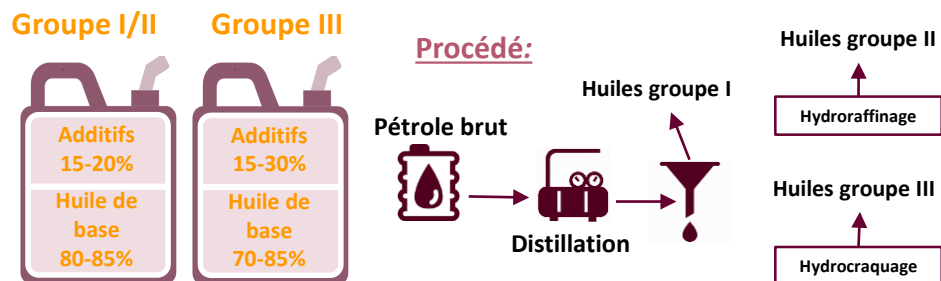 Groupe I/II
Additifs
15-20%
Huile de
base
80-85%
Groupe III
Additifs
15-30%
Huile de
base
70-85%
Procédé:
Pétrole brut
Distillation
Huiles groupe I
Huiles groupe II
Hydroraffinage
Huiles groupe III
Hydrocraquage